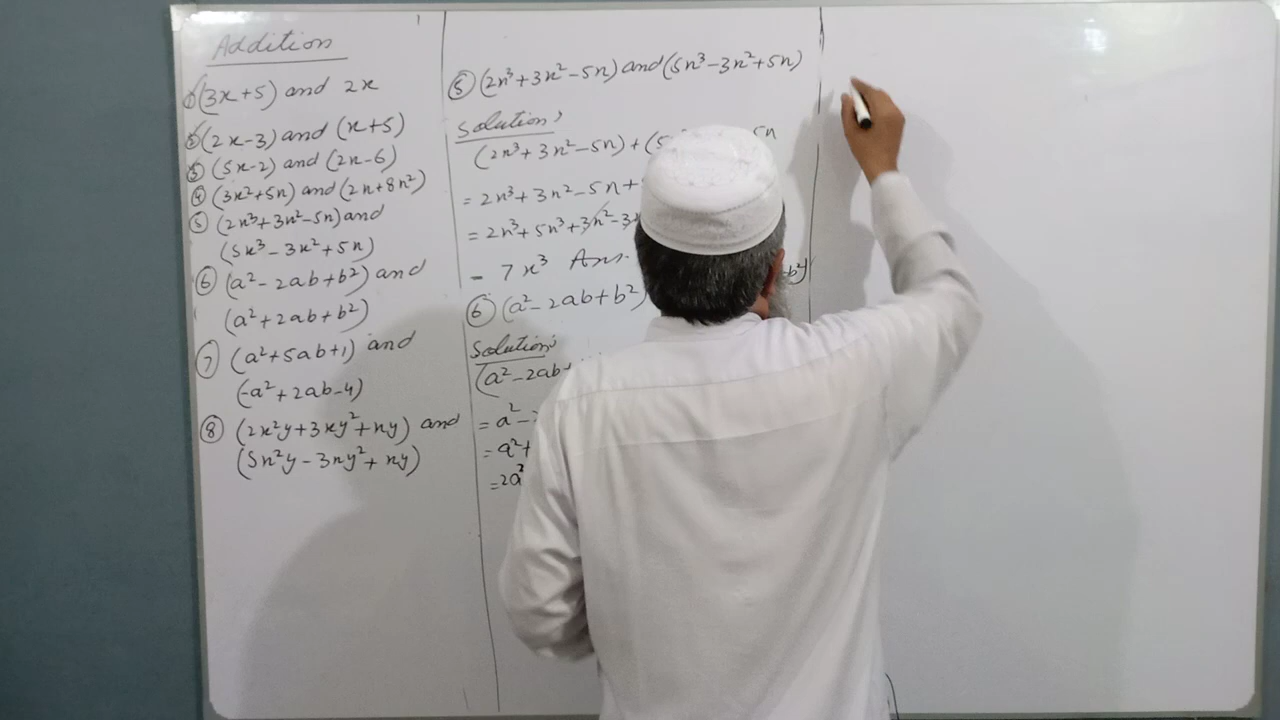 Addition
① (3x+5) and 2x
② (2x-3) and (x+5)
③ (5x-2) and (2x-6)
④ (3x²+5x) and (2x+8x²)
⑤ (2x³+3x²-5x) and
(5x³-3x²+5x)
⑥ (a²-2ab+b²) and
(a²+2ab+b²)
⑦ (a²+5ab+1) and
(-a²+2ab-4)
⑧ (2x²y+3xy²+xy) and
(5x²y-3xy²+xy)
⑤ (2x³+3x²-5x) and (5x³-3x²+5x)
Solution:
(2x³+3x²-5x)+(5 5x
= 2x³+3x²-5x+
= 2x³+5x³+3x²-3
= 7x³ Ans.
⑥ (a²-2ab+b²) b²)
Solution:
(a²-2ab+
= a²-
= a²+
= 2a²